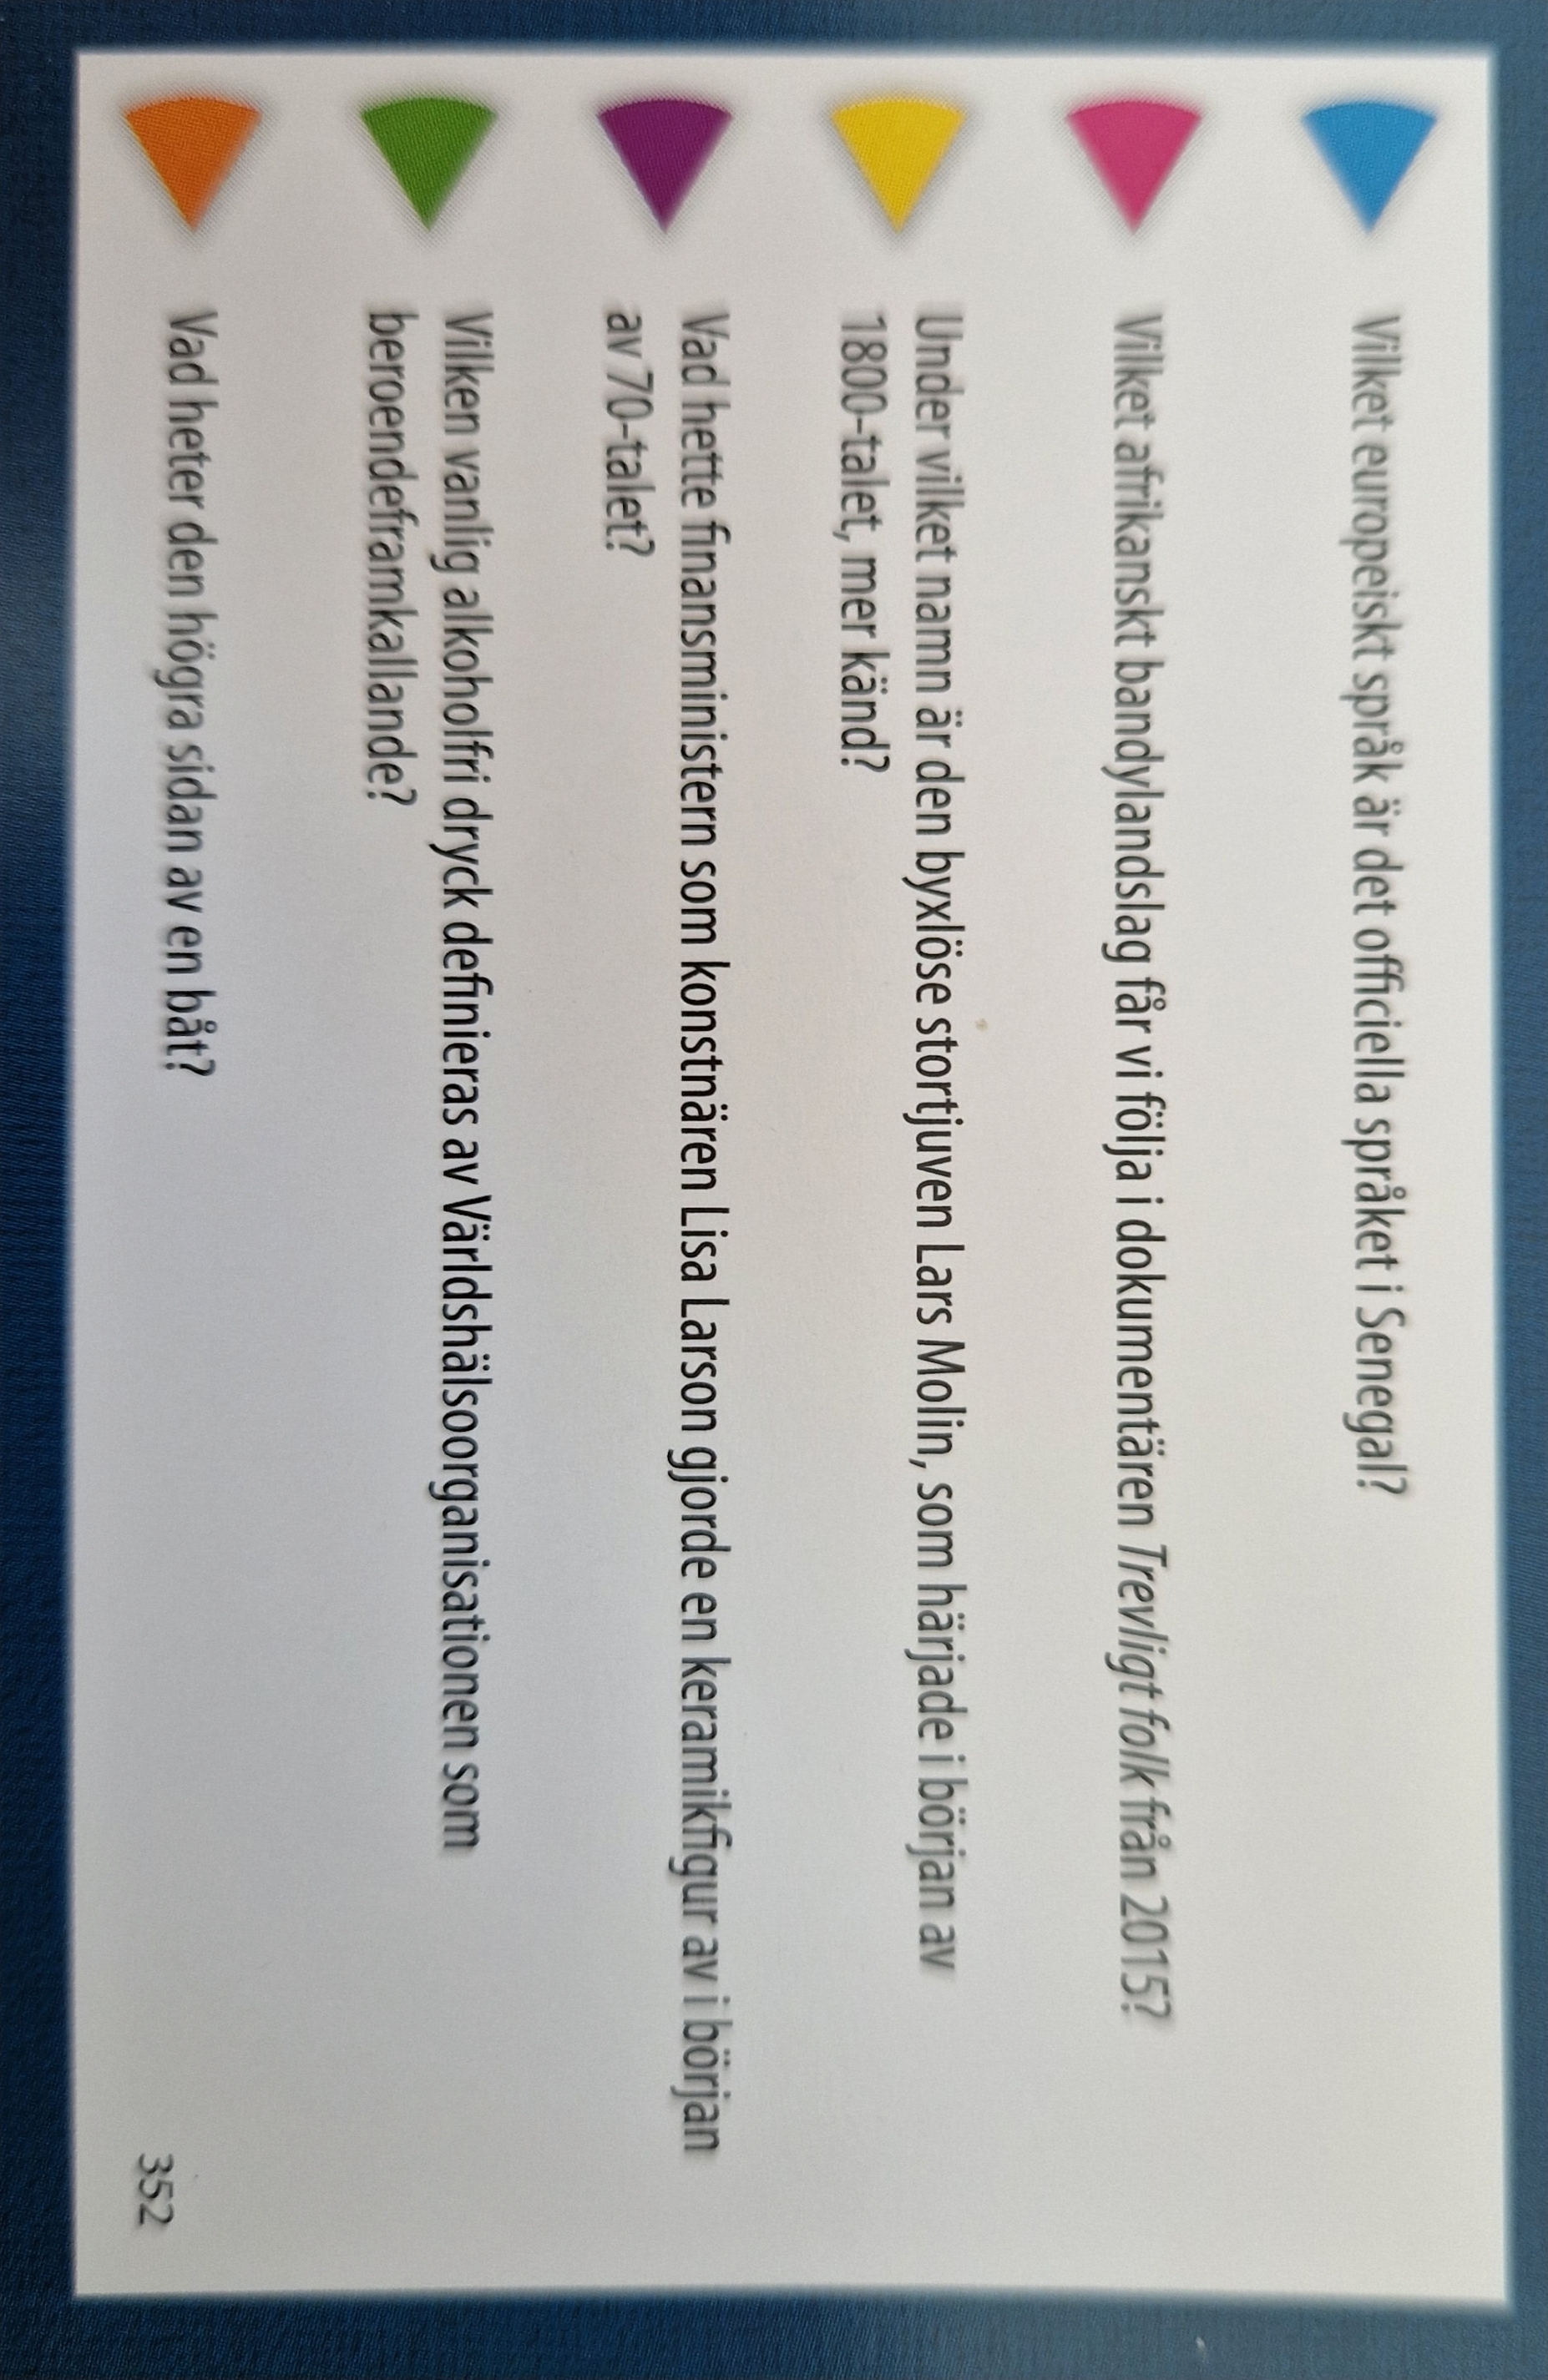 Vilket europeiskt språk är det officiella språket i Senegal?
Vilket afrikanskt bandylandslag får vi följa i dokumentären Trevligt folk från 2015?
Under vilket namn är den byxlöse stortjuven Lars Molin, som härjade i början av
1800-talet, mer känd?
Vad hette finansministern som konstnären Lisa Larson gjorde en keramikfigur av i början
av 70-talet?
Vilken vanlig alkoholfri dryck definieras av Världshälsoorganisationen som
beroendeframkallande?
Vad heter den högra sidan av en båt?
352